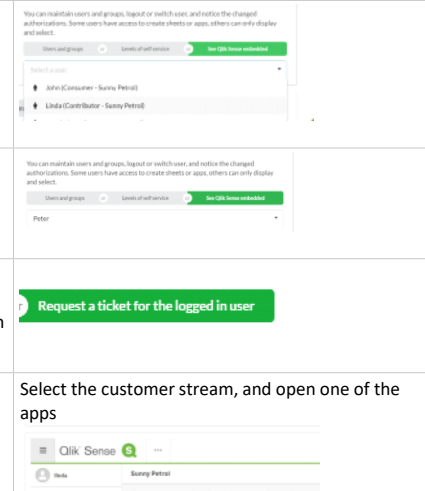 You can maintain users and groups, logout or switch user, and notice the changed
authorizations. Some users have access to create sheets or apps, others can only display
and select.
Users and groups or Levels of self service or See Qlik Sense embedded
Select a user
John (Consumer - Sunny Petrol)
Linda (Contributor - Sunny Petrol)
You can maintain users and groups, logout or switch user, and notice the changed
authorizations. Some users have access to create sheets or apps, others can only display
and select.
Users and groups or Levels of self service or See Qlik Sense embedded
Peter
Request a ticket for the logged in user
Select the customer stream, and open one of the
apps
Qlik Sense
linda Sunny Petrol